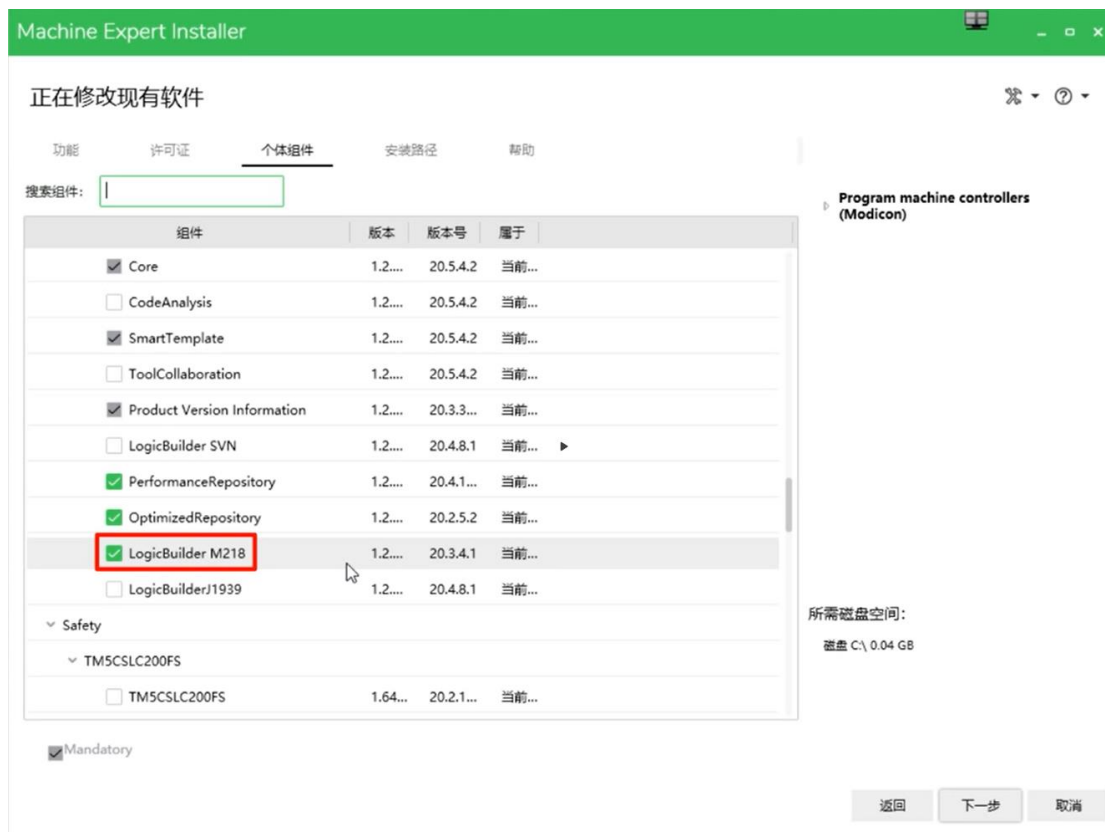 Machine Expert Installer
正在修改现有软件
功能 许可证 个体组件 安装路径 帮助
搜索组件:
Program machine controllers
(Modicon)
组件 版本 版本号 属于
Core 1.2.... 20.5.4.2 当前...
CodeAnalysis 1.2.... 20.5.4.2 当前...
SmartTemplate 1.2.... 20.5.4.2 当前...
ToolCollaboration 1.2.... 20.5.4.2 当前...
Product Version Information 1.2.... 20.3.3... 当前...
LogicBuilder SVN 1.2.... 20.4.8.1 当前...
PerformanceRepository 1.2.... 20.4.1... 当前...
OptimizedRepository 1.2.... 20.2.5.2 当前...
LogicBuilder M218 1.2.... 20.3.4.1 当前...
LogicBuilderJ1939 1.2.... 20.4.8.1 当前...
Safety
TM5CSLC200FS
TM5CSLC200FS 1.64... 20.2.1... 当前...
所需磁盘空间:
磁盘 C:\ 0.04 GB
Mandatory
返回 下一步 取消